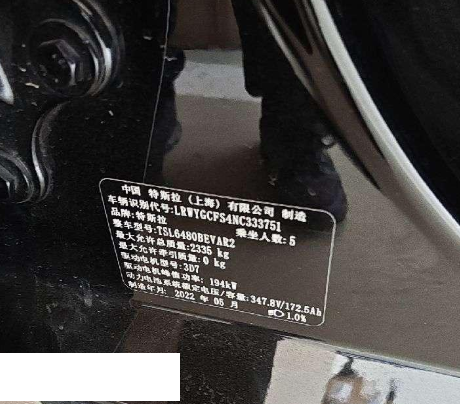 中国 特斯拉（上海）有限公司 制造
车辆识别代号:LRWYGCFS4NC333751
品牌:特斯拉 乘坐人数:5
整车型号:TSL6480BEVAR2
最大允许总质量:2335 kg
最大允许牵引质量:0 kg
驱动电机型号:3D7
驱动电机峰值功率: 194kW
动力电池系统额定电压/容量:347.8V/172.5Ah
制造年月: 2022 年 05 月 1.0%